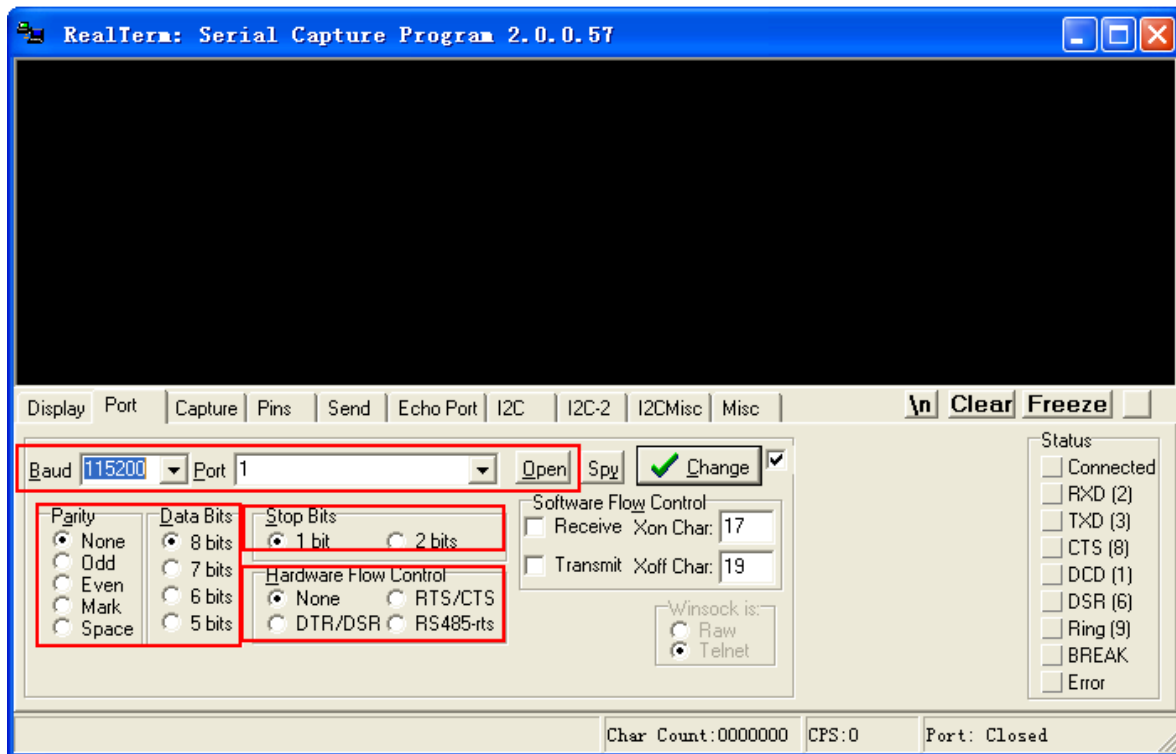 RealTerm: Serial Capture Program 2.0.0.57
Display Port Capture Pins Send Echo Port I2C I2C-2 I2CMisc Misc \n Clear Freeze
Baud 115200 Port 1 Open Spy Change
Parity
None
Odd
Even
Mark
Space
Data Bits
8 bits
7 bits
6 bits
5 bits
Stop Bits
1 bit 2 bits
Hardware Flow Control
None RTS/CTS
DTR/DSR RS485-rts
Software Flow Control
Receive Xon Char: 17
Transmit Xoff Char: 19
Winsock is:
Raw
Telnet
Status
Connected
RXD (2)
TXD (3)
CTS (8)
DCD (1)
DSR (6)
Ring (9)
BREAK
Error
Char Count:0000000 CPS:0 Port: Closed